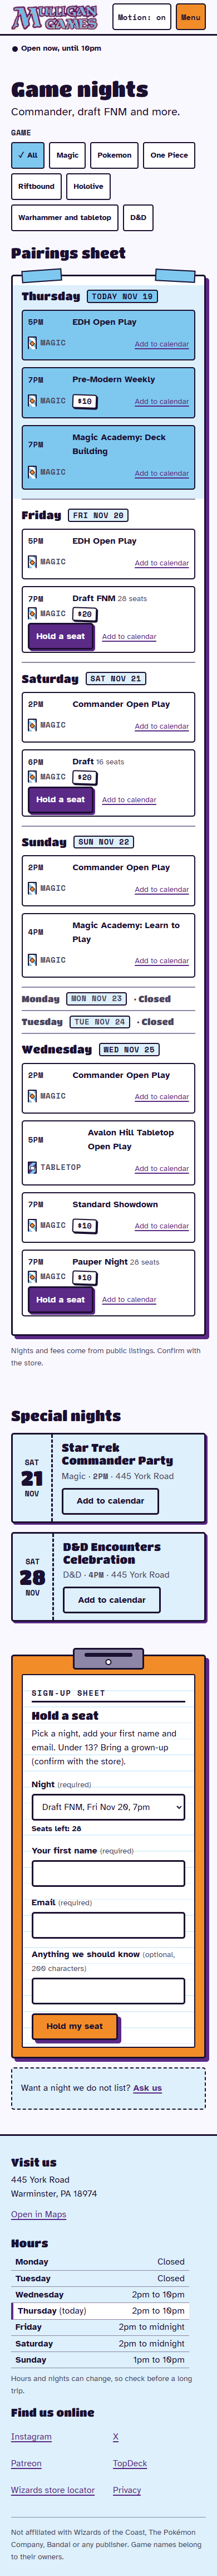 MULLIGAN GAMES
Motion: on
Menu
Open now, until 10pm
Game nights
Commander, draft FNM and more.
GAME
✓ All
Magic
Pokemon
One Piece
Riftbound
Hololive
Warhammer and tabletop
D&D
Pairings sheet
Thursday TODAY NOV 19
5PM EDH Open Play
MAGIC Add to calendar
7PM Pre-Modern Weekly
MAGIC $10 Add to calendar
7PM Magic Academy: Deck
Building
MAGIC Add to calendar
Friday FRI NOV 20
5PM EDH Open Play
MAGIC Add to calendar
7PM Draft FNM 28 seats
MAGIC $20
Hold a seat Add to calendar
Saturday SAT NOV 21
2PM Commander Open Play
MAGIC Add to calendar
6PM Draft 16 seats
MAGIC $20
Hold a seat Add to calendar
Sunday SUN NOV 22
2PM Commander Open Play
MAGIC Add to calendar
4PM Magic Academy: Learn to
Play
MAGIC Add to calendar
Monday MON NOV 23 · Closed
Tuesday TUE NOV 24 · Closed
Wednesday WED NOV 25
2PM Commander Open Play
MAGIC Add to calendar
5PM Avalon Hill Tabletop
Open Play
TABLETOP Add to calendar
7PM Standard Showdown
MAGIC $10 Add to calendar
7PM Pauper Night 28 seats
MAGIC $10
Hold a seat Add to calendar
Nights and fees come from public listings. Confirm with
the store.
Special nights
SAT
21
NOV
Star Trek
Commander Party
Magic · 2PM · 445 York Road
Add to calendar
SAT
28
NOV
D&D Encounters
Celebration
D&D · 4PM · 445 York Road
Add to calendar
SIGN-UP SHEET
Hold a seat
Pick a night, add your first name and
email. Under 13? Bring a grown-up
(confirm with the store).
Night (required)
Draft FNM, Fri Nov 20, 7pm
Seats left: 28
Your first name (required)
Email (required)
Anything we should know (optional,
200 characters)
Hold my seat
Want a night we do not list? Ask us
Visit us
445 York Road
Warminster, PA 18974
Open in Maps
Hours
Monday Closed
Tuesday Closed
Wednesday 2pm to 10pm
Thursday (today) 2pm to 10pm
Friday 2pm to midnight
Saturday 2pm to midnight
Sunday 1pm to 10pm
Hours and nights can change, so check before a long
trip.
Find us online
Instagram X
Patreon TopDeck
Wizards store locator Privacy
Not affiliated with Wizards of the Coast, The Pokémon
Company, Bandai or any publisher. Game names belong
to their owners.